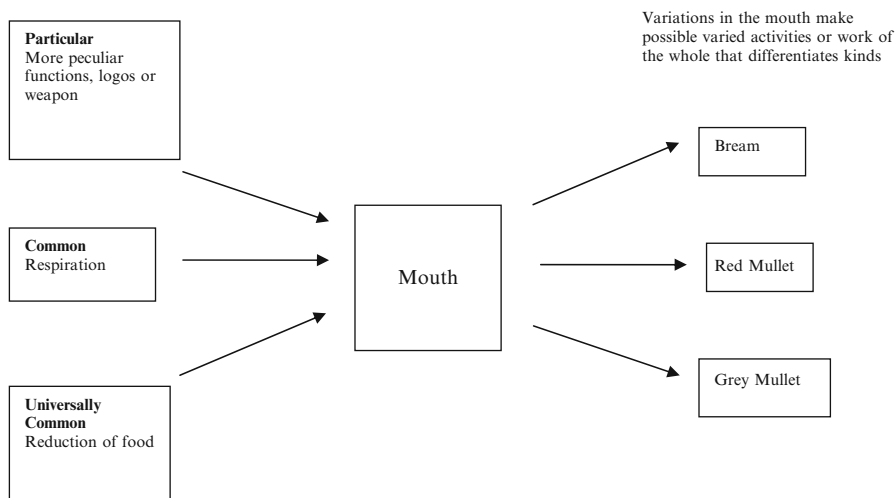 Particular
More peculiar
functions, logos or
weapon
Common
Respiration
Universally
Common
Reduction of food
Mouth
Variations in the mouth make
possible varied activities or work of
the whole that differentiates kinds
Bream
Red Mullet
Grey Mullet